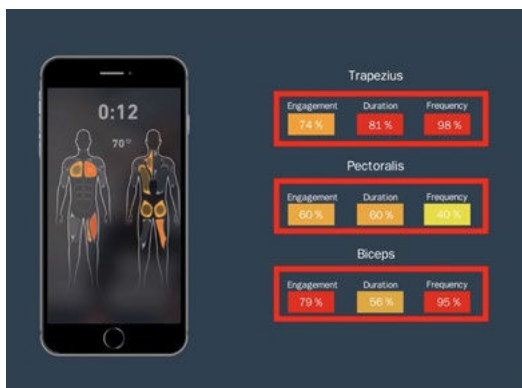 0:12
70°
Trapezius
Engagement Duration Frequency
74 % 81 % 98 %
Pectoralis
Engagement Duration Frequency
60 % 60 % 40 %
Biceps
Engagement Duration Frequency
79 % 56 % 95 %